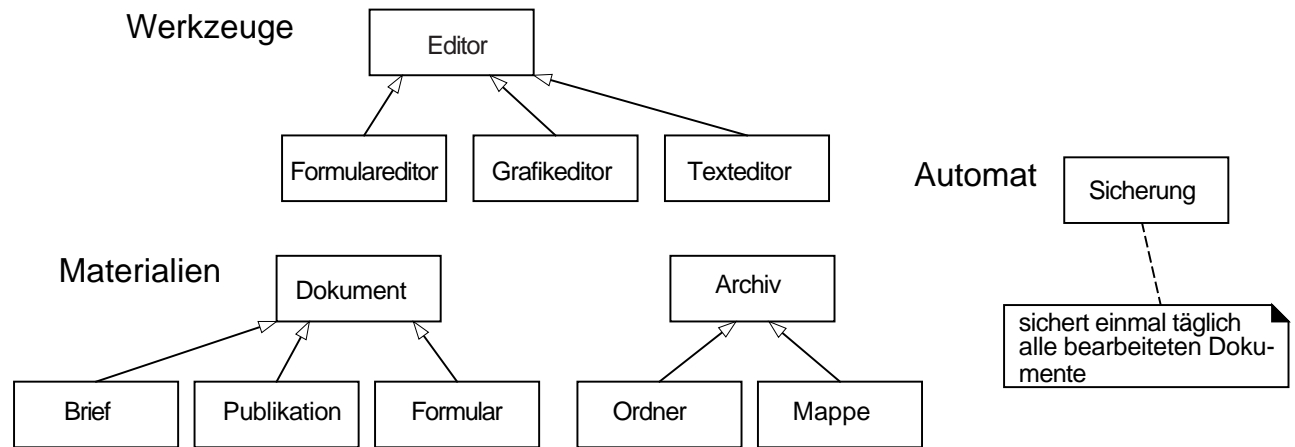 Werkzeuge
Editor
Formulareditor
Grafikeditor
Texteditor
Automat
Sicherung
Materialien
Dokument
Archiv
sichert einmal täglich
alle bearbeiteten Doku-
mente
Brief
Publikation
Formular
Ordner
Mappe